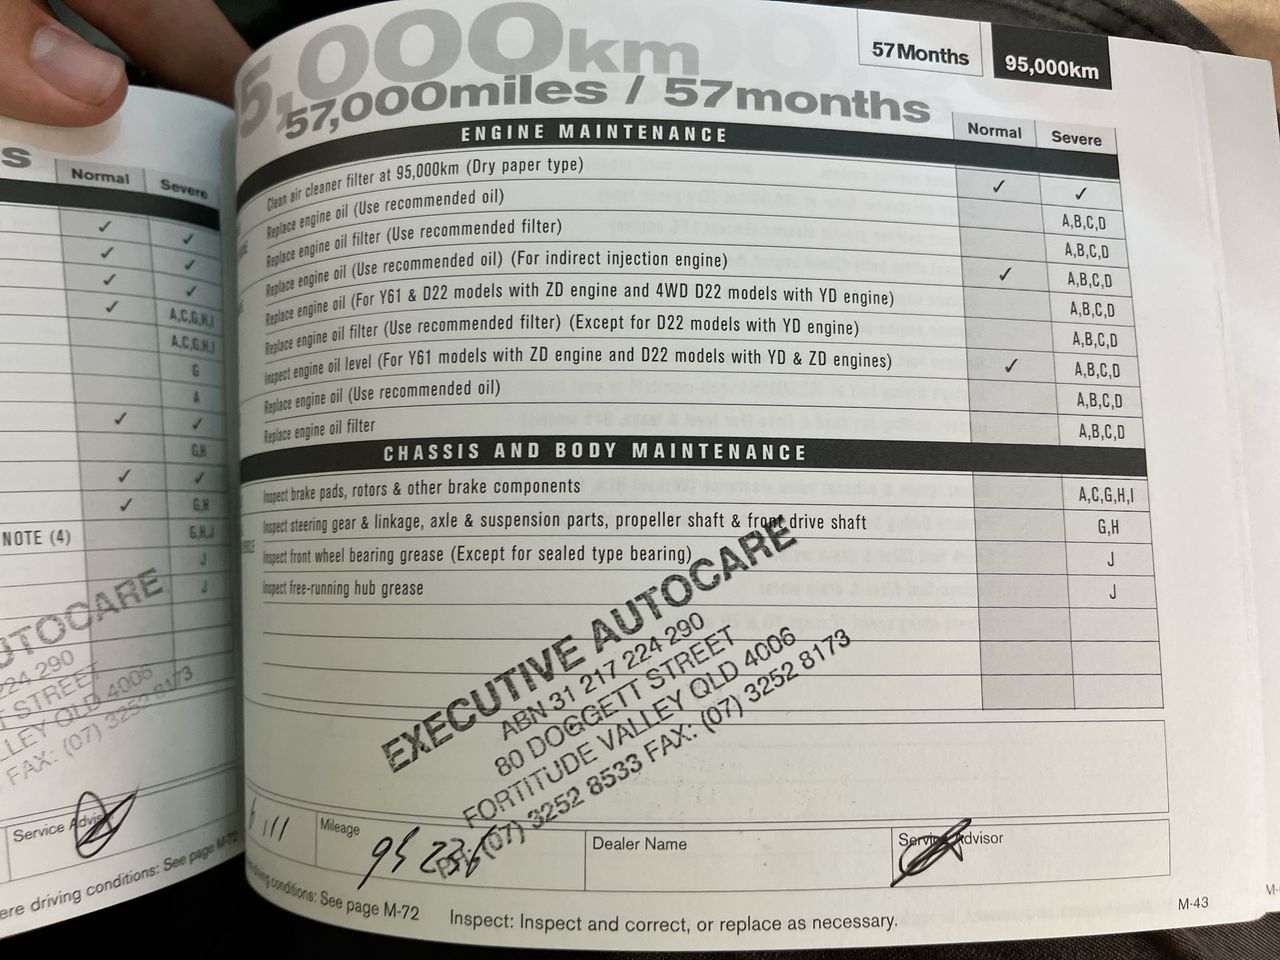 s
Normal Severe
✓ ✓
✓ ✓
✓ ✓
✓ A,C,G,H,I
A,C,G,H,I
G
A
✓ ✓
G,H
✓ ✓
✓ G,H
NOTE (4) G,H,J
J
J
UTOCARE
224 290
STREET
LLEY QLD 4006
FAX: (07) 3252 8173
Service Advisor
ere driving conditions: See page M-72
5,000km
57,000miles / 57months
57Months 95,000km
ENGINE MAINTENANCE Normal Severe
Clean air cleaner filter at 95,000km (Dry paper type) ✓ ✓
Replace engine oil (Use recommended oil) A,B,C,D
Replace engine oil filter (Use recommended filter) A,B,C,D
Replace engine oil (Use recommended oil) (For indirect injection engine) ✓ A,B,C,D
Replace engine oil (For Y61 & D22 models with ZD engine and 4WD D22 models with YD engine) A,B,C,D
Replace engine oil filter (Use recommended filter) (Except for D22 models with YD engine) A,B,C,D
Inspect engine oil level (For Y61 models with ZD engine and D22 models with YD & ZD engines) ✓ A,B,C,D
Replace engine oil (Use recommended oil) A,B,C,D
Replace engine oil filter A,B,C,D
CHASSIS AND BODY MAINTENANCE
Inspect brake pads, rotors & other brake components A,C,G,H,I
Inspect steering gear & linkage, axle & suspension parts, propeller shaft & front drive shaft G,H
Inspect front wheel bearing grease (Except for sealed type bearing) J
Inspect free-running hub grease J
EXECUTIVE AUTOCARE
ABN 31 217 224 290
80 DOGGETT STREET
FORTITUDE VALLEY QLD 4006
PH: (07) 3252 8533 FAX: (07) 3252 8173
Mileage 95 236 Dealer Name Service Advisor
driving conditions: See page M-72 Inspect: Inspect and correct, or replace as necessary. M-43